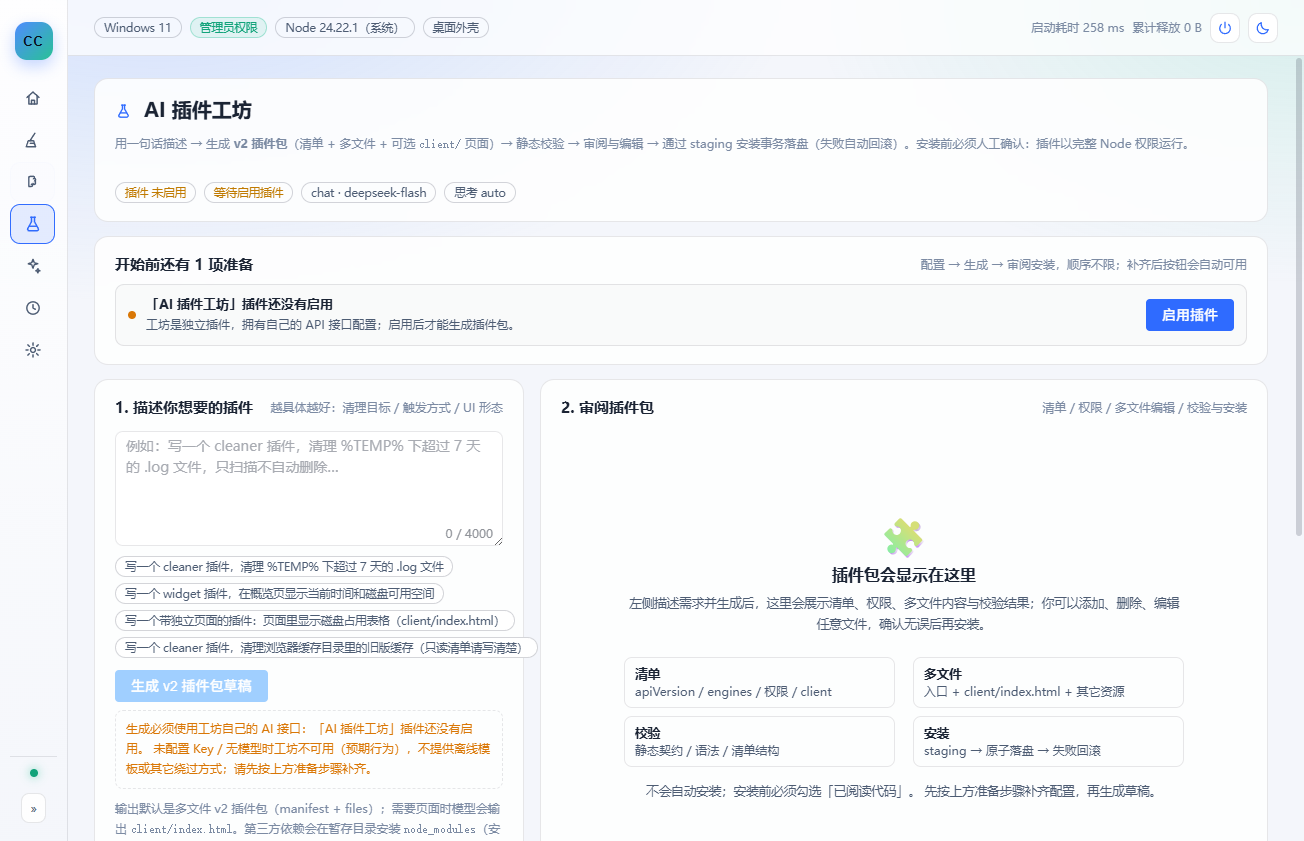 CC
Windows 11
管理员权限
Node 24.22.1（系统）
桌面外壳
启动耗时 258 ms 累计释放 0 B
AI 插件工坊
用一句话描述 → 生成 v2 插件包（清单 + 多文件 + 可选 client/ 页面）→ 静态校验 → 审阅与编辑 → 通过 staging 安装事务落盘（失败自动回滚）。安装前必须人工确认：插件以完整 Node 权限运行。
插件 未启用
等待启用插件
chat · deepseek-flash
思考 auto
开始前还有 1 项准备
配置 → 生成 → 审阅安装，顺序不限；补齐后按钮会自动可用
「AI 插件工坊」插件还没有启用
工坊是独立插件，拥有自己的 API 接口配置；启用后才能生成插件包。
启用插件
1. 描述你想要的插件
越具体越好：清理目标 / 触发方式 / UI 形态
例如：写一个 cleaner 插件，清理 %TEMP% 下超过 7 天
的 .log 文件，只扫描不自动删除...
0 / 4000
写一个 cleaner 插件，清理 %TEMP% 下超过 7 天的 .log 文件
写一个 widget 插件，在概览页显示当前时间和磁盘可用空间
写一个带独立页面的插件：页面里显示磁盘占用表格（client/index.html）
写一个 cleaner 插件，清理浏览器缓存目录里的旧版缓存（只读清单请写清楚）
生成 v2 插件包草稿
生成必须使用工坊自己的 AI 接口：「AI 插件工坊」插件还没有启
用。 未配置 Key / 无模型时工坊不可用（预期行为），不提供离线模
板或其它绕过方式；请先按上方准备步骤补齐。
输出默认是多文件 v2 插件包（manifest + files）；需要页面时模型会输
出 client/index.html。第三方依赖会在暂存目录安装 node_modules（安
2. 审阅插件包
清单 / 权限 / 多文件编辑 / 校验与安装
插件包会显示在这里
左侧描述需求并生成后，这里会展示清单、权限、多文件内容与校验结果；你可以添加、删除、编辑
任意文件，确认无误后再安装。
清单
apiVersion / engines / 权限 / client
多文件
入口 + client/index.html + 其它资源
校验
静态契约 / 语法 / 清单结构
安装
staging → 原子落盘 → 失败回滚
不会自动安装；安装前必须勾选「已阅读代码」。 先按上方准备步骤补齐配置，再生成草稿。
»